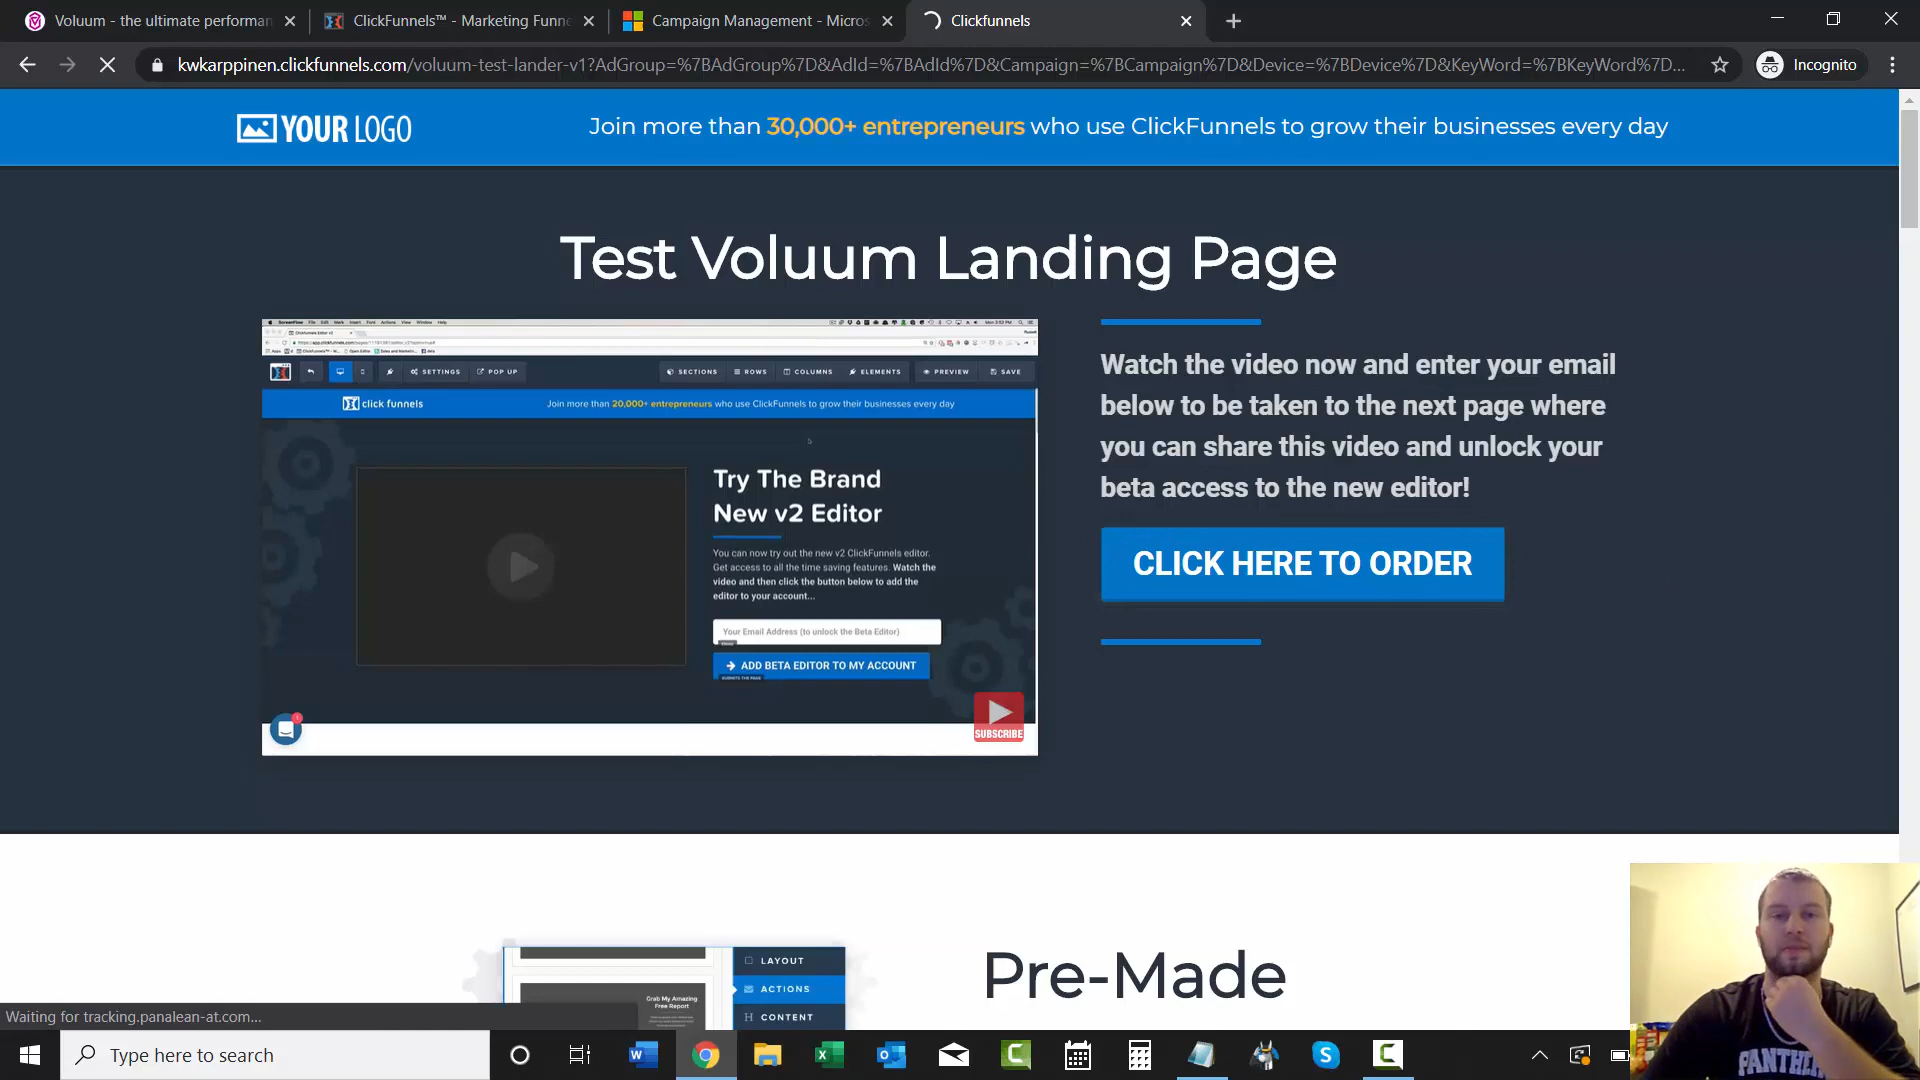 Voluum - the ultimate performan
ClickFunnels™ - Marketing Funne
Campaign Management - Micros
Clickfunnels
kwkarppinen.clickfunnels.com/voluum-test-lander-v1?AdGroup=%7BAdGroup%7D&AdId=%7BAdId%7D&Campaign=%7BCampaign%7D&Device=%7BDevice%7D&KeyWord=%7BKeyWord%7D...
Incognito
YOUR LOGO
Join more than 30,000+ entrepreneurs who use ClickFunnels to grow their businesses every day
Test Voluum Landing Page
SETTINGS
POP UP
SECTIONS
ROWS
COLUMNS
ELEMENTS
PREVIEW
SAVE
click funnels
Join more than 20,000+ entrepreneurs who use ClickFunnels to grow their businesses every day
Try The Brand
New v2 Editor
You can now try out the new v2 ClickFunnels editor.
Get access to all the time saving features. Watch the
video and then click the button below to add the
editor to your account...
Your Email Address (to unlock the Beta Editor)
ADD BETA EDITOR TO MY ACCOUNT
SUBSCRIBE
Watch the video now and enter your email
below to be taken to the next page where
you can share this video and unlock your
beta access to the new editor!
CLICK HERE TO ORDER
LAYOUT
ACTIONS
CONTENT
Grab My Amazing
Free Report
Pre-Made
Waiting for tracking.panalean-at.com...
Type here to search